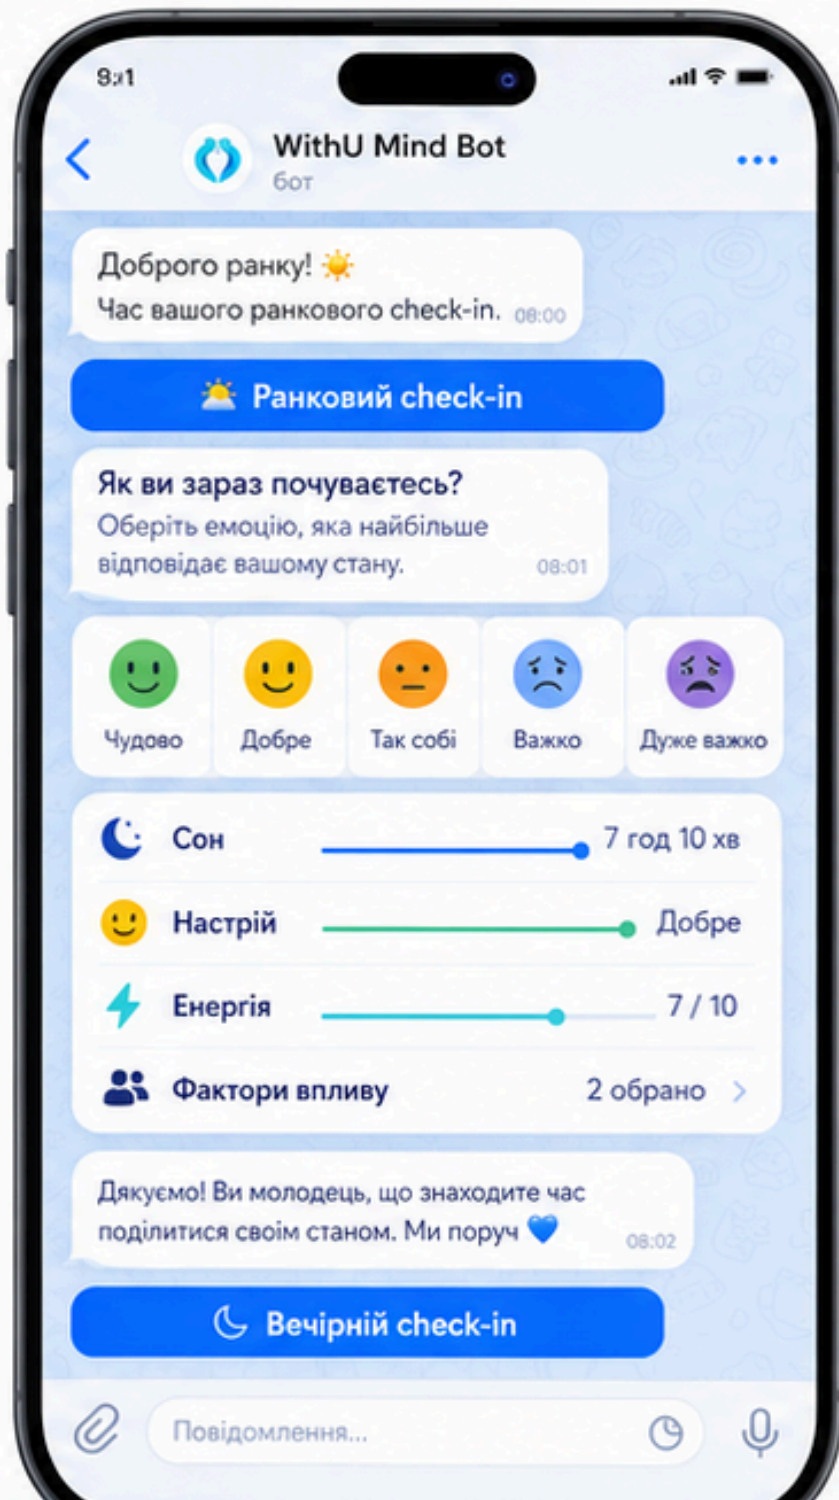 WithU Mind Bot
бот
Доброго ранку! ☀️
Час вашого ранкового check-in. 08:00
Ранковий check-in
Як ви зараз почуваєтесь?
Оберіть емоцію, яка найбільше
відповідає вашому стану. 08:01
Чудово Добре Так собі Важко Дуже важко
Сон 7 год 10 хв
Настрій Добре
Енергія 7 / 10
Фактори впливу 2 обрано
Дякуємо! Ви молодець, що знаходите час
поділитися своїм станом. Ми поруч 💙 08:02
Вечірній check-in
Повідомлення...